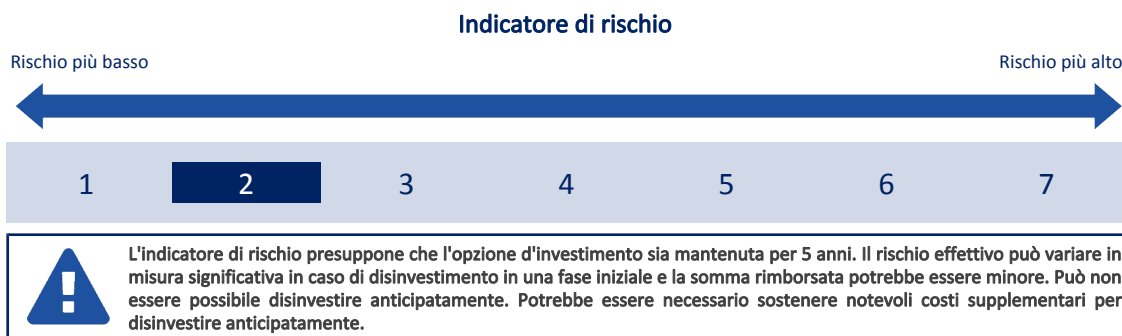 Indicatore di rischio
Rischio più basso Rischio più alto
1 2 3 4 5 6 7
L'indicatore di rischio presuppone che l'opzione d'investimento sia mantenuta per 5 anni. Il rischio effettivo può variare in
misura significativa in caso di disinvestimento in una fase iniziale e la somma rimborsata potrebbe essere minore. Può non
essere possibile disinvestire anticipatamente. Potrebbe essere necessario sostenere notevoli costi supplementari per
disinvestire anticipatamente.